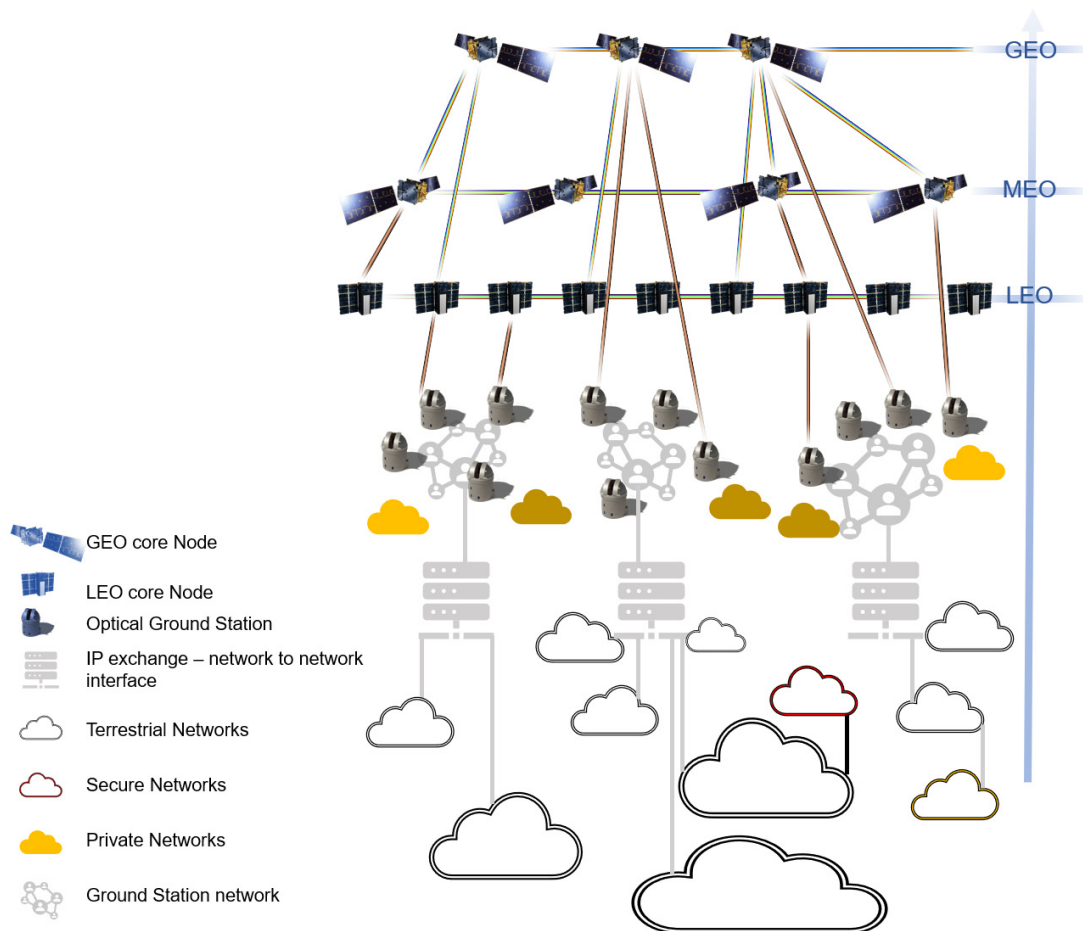 GEO
MEO
LEO
GEO core Node
LEO core Node
Optical Ground Station
IP exchange – network to network
interface
Terrestrial Networks
Secure Networks
Private Networks
Ground Station network